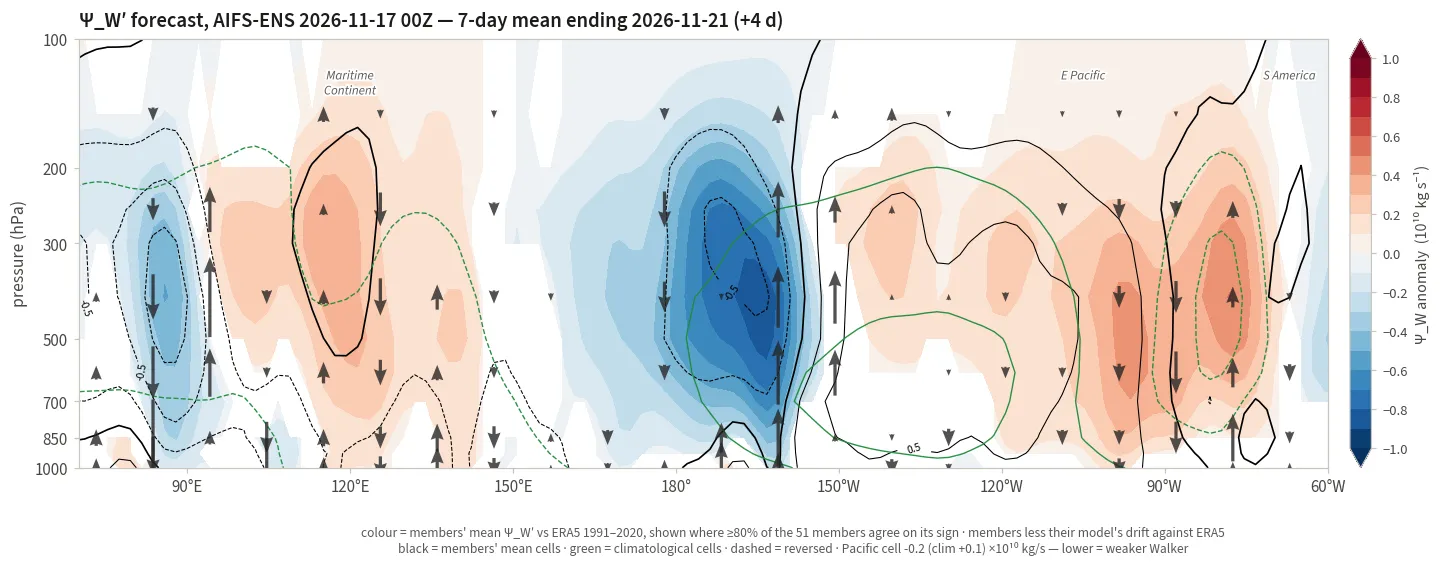 Ψ_W′ forecast, AIFS-ENS 2026-11-17 00Z — 7-day mean ending 2026-11-21 (+4 d)
100
200
300
400
500
700
850
1000
pressure (hPa)
Maritime
Continent
E Pacific
S America
-0.5
-0.5
-0.5
0.5
90°E
120°E
150°E
180°
150°W
120°W
90°W
60°W
1.0
0.8
0.6
0.4
0.2
0.0
−0.2
−0.4
−0.6
−0.8
−1.0
Ψ_W anomaly (10¹⁰ kg s⁻¹)
colour = members' mean Ψ_W′ vs ERA5 1991–2020, shown where ≥80% of the 51 members agree on its sign · members less their model's drift against ERA5
black = members' mean cells · green = climatological cells · dashed = reversed · Pacific cell -0.2 (clim +0.1) ×10¹⁰ kg/s — lower = weaker Walker